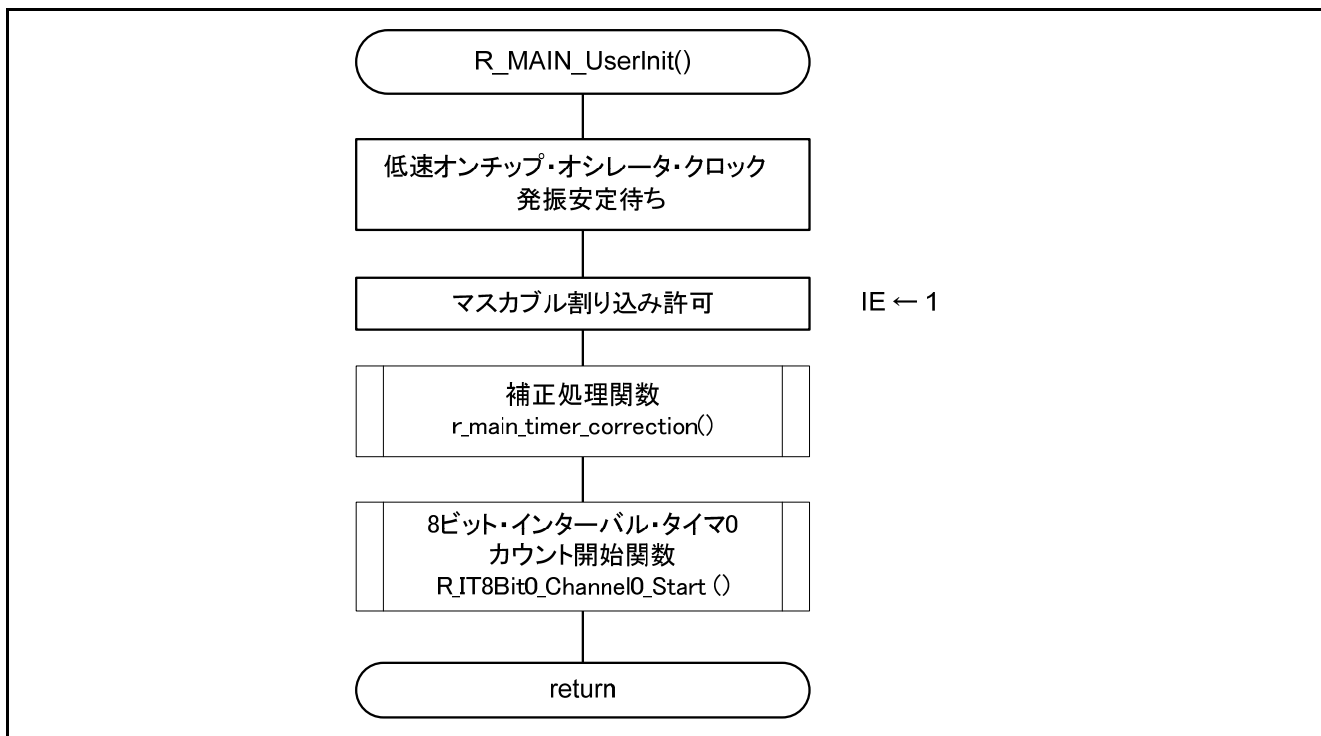 R_MAIN_UserInit()
低速オンチップ・オシレータ・クロック
発振安定待ち
マスカブル割り込み許可
IE ← 1
補正処理関数
r_main_timer_correction()
8ビット・インターバル・タイマ0
カウント開始関数
R_IT8Bit0_Channel0_Start ()
return